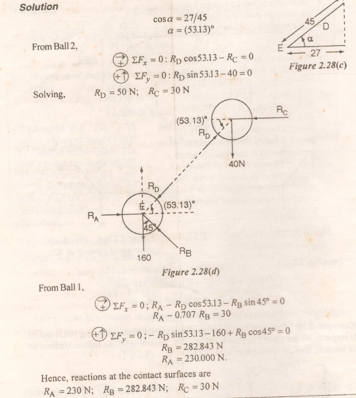 Solution
cosα = 27/45
α = (53.13)°
45
D
E
α
27
Figure 2.28(c)
From Ball 2,
ΣFx = 0 : RD cos53.13 − RC = 0
ΣFy = 0 : RD sin53.13 − 40 = 0
Solving, RD = 50 N; RC = 30 N
(53.13)°
RC
RD
40N
RD
E
(53.13)°
RA
45°
RB
160
Figure 2.28(d)
From Ball 1,
ΣFx = 0 ; RA − RD cos53.13 − RB sin 45° = 0
RA − 0.707 RB = 30
ΣFy = 0 ; − RD sin53.13 − 160 + RB cos45° = 0
RB = 282.843 N
RA = 230.000 N.
Hence, reactions at the contact surfaces are
RA = 230 N; RB = 282.843 N; RC = 30 N